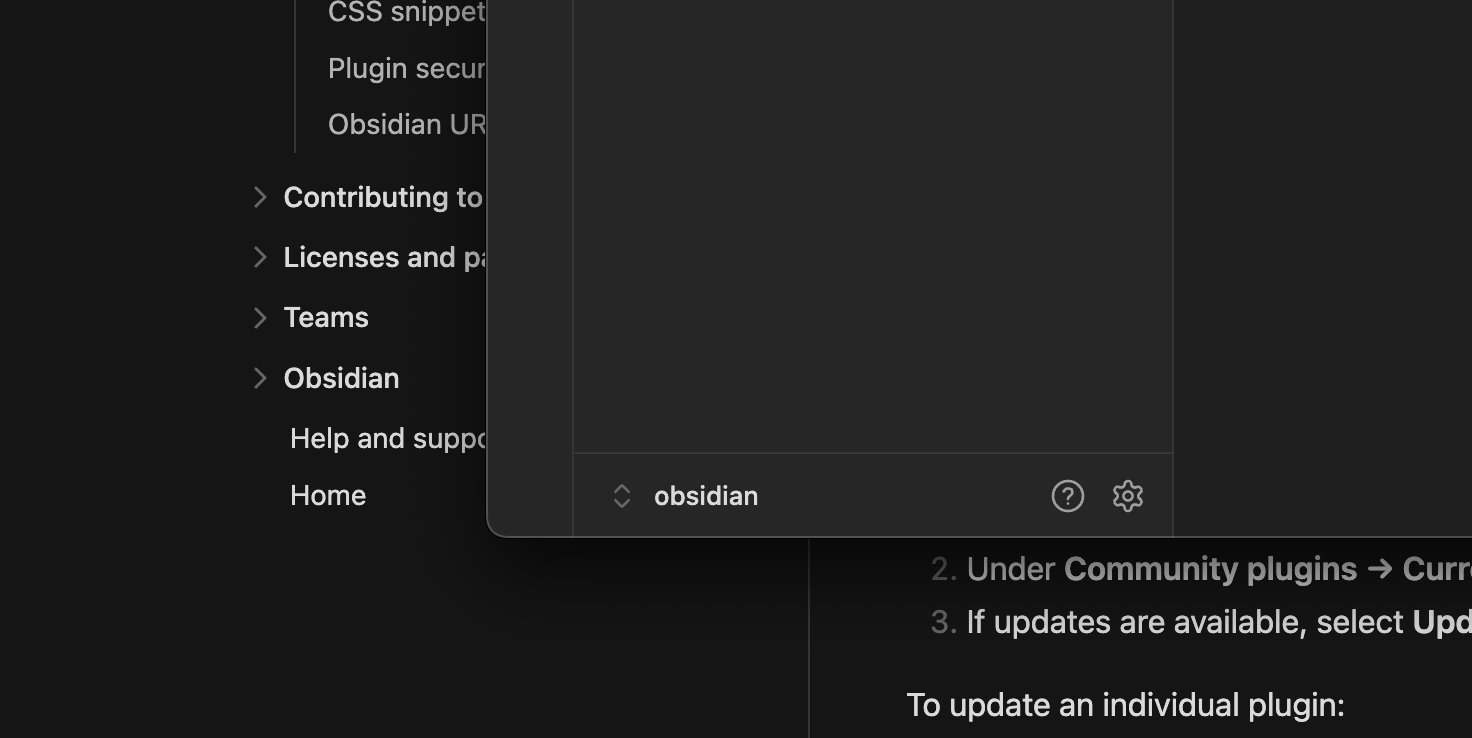 CSS snippet
Plugin secur
Obsidian UR
Contributing to
Licenses and pa
Teams
Obsidian
Help and suppo
Home
obsidian
2. Under Community plugins → Curr
3. If updates are available, select Upd
To update an individual plugin: